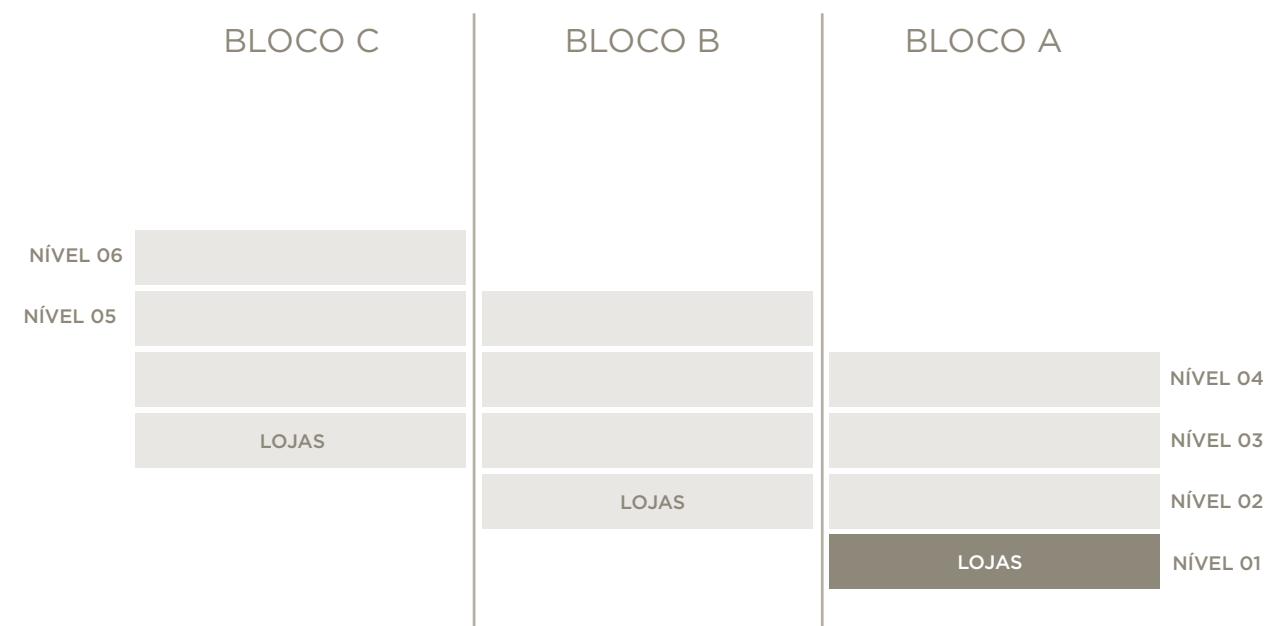 BLOCO C
BLOCO B
BLOCO A
NÍVEL 06
NÍVEL 05
NÍVEL 04
LOJAS
NÍVEL 03
LOJAS
NÍVEL 02
LOJAS
NÍVEL 01